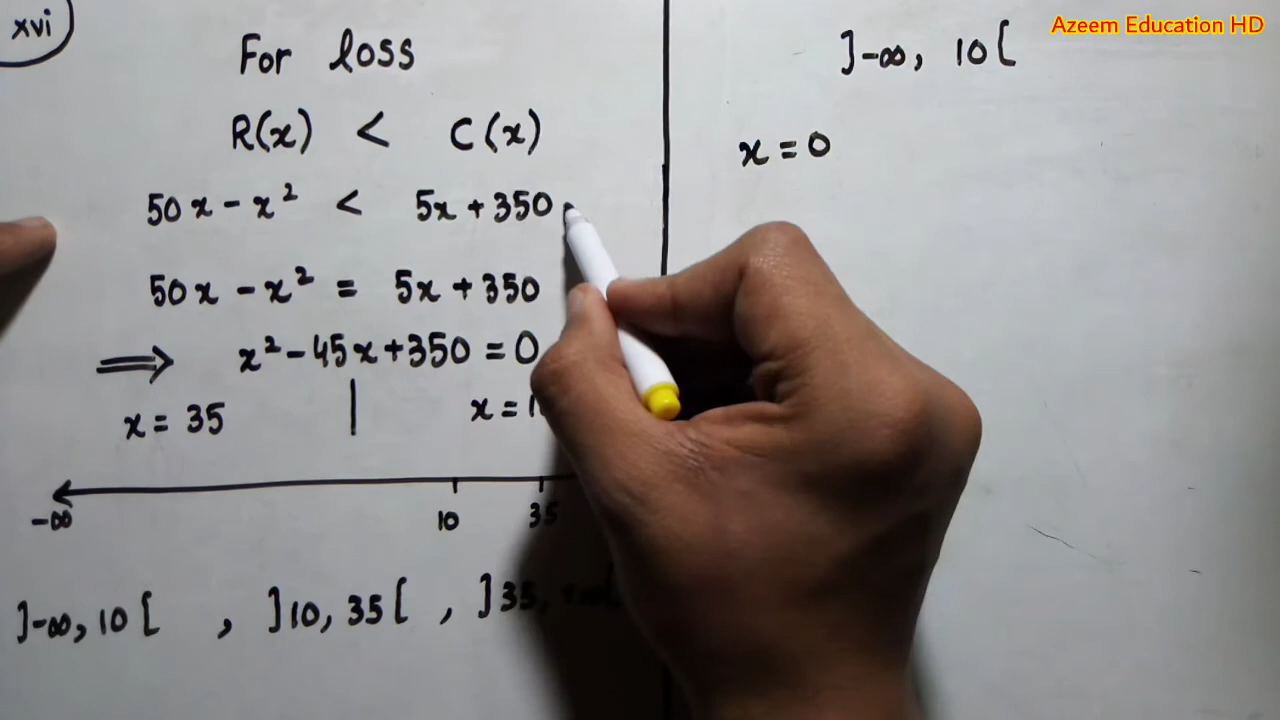 xvi
For loss
R(x) < C(x)
50x - x² < 5x + 350
50x - x² = 5x + 350
⟹ x² - 45x + 350 = 0
x = 35 | x = 1
-∞ 10 35
]-∞, 10[ , ]10, 35[ , ]35,
Azeem Education HD
]-∞, 10[
x = 0